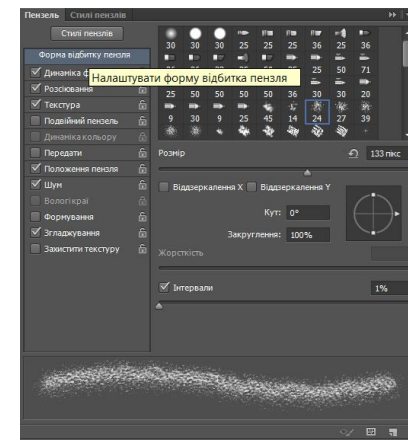 Пензель Стилі пензлів
Стилі пензлів
Форма відбитку пензля
Динаміка ф
Налаштувати форму відбитка пензля
Розсіювання
Текстура
Подвійний пензель
Динаміка кольору
Передати
Положення пензля
Шум
Вологі краї
Формування
Згладжування
Захистити текстуру
30 30 30 25 25 25 36 25 36
25 50 71
25 50 50 50 50 36 30 30 20
9 30 9 25 45 14 24 27 39
Розмір 133 пікс
Віддзеркалення X Віддзеркалення Y
Кут: 0°
Закруглення: 100%
Жорсткість
Інтервали 1%